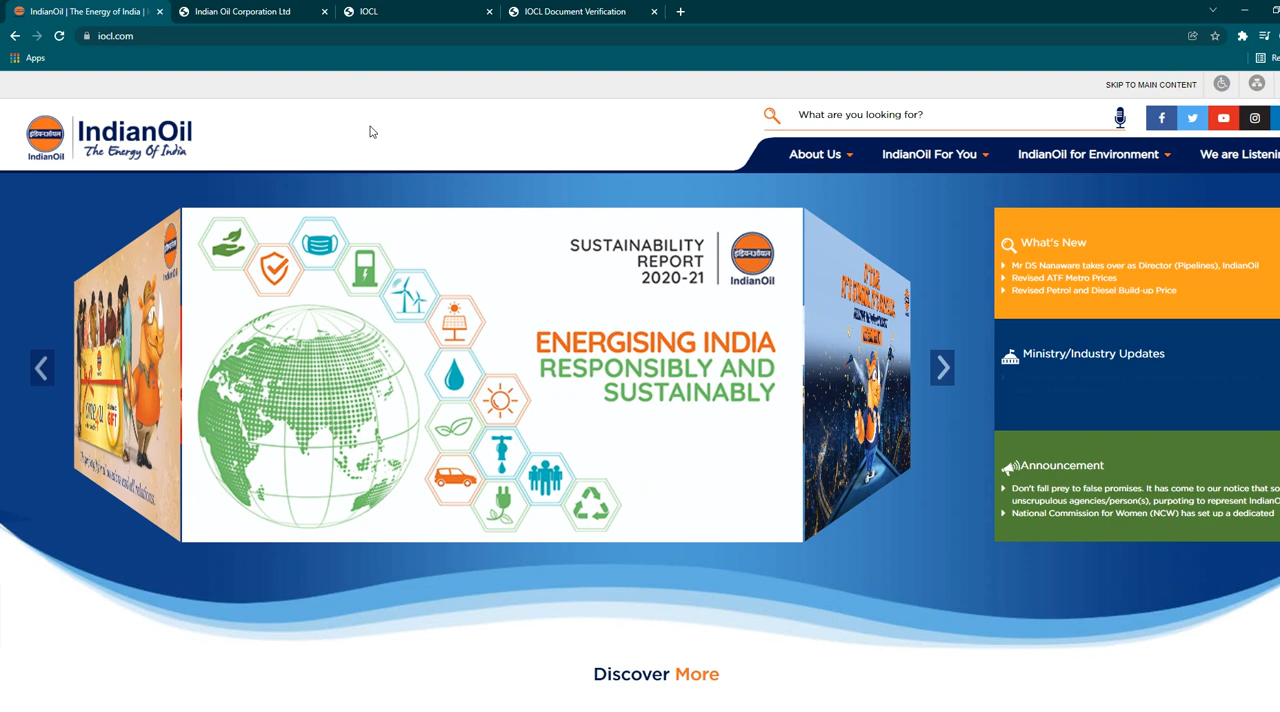 IndianOil | The Energy of India |
Indian Oil Corporation Ltd
IOCL
IOCL Document Verification
iocl.com
Apps
SKIP TO MAIN CONTENT
What are you looking for?
इंडियनऑयल
IndianOil
IndianOil
The Energy Of India
About Us
IndianOil For You
IndianOil for Environment
We are Listenin
SUSTAINABILITY
REPORT
2020-21
इंडियनऑयल
IndianOil
ENERGISING INDIA
RESPONSIBLY AND
SUSTAINABLY
GIFT
What's New
Mr DS Nanaware takes over as Director (Pipelines), IndianOil
Revised ATF Metro Prices
Revised Petrol and Diesel Build-up Price
Ministry/Industry Updates
Announcement
Don't fall prey to false promises. It has come to our notice that so
unscrupulous agencies/person(s), purpoting to represent IndianO
National Commission for Women (NCW) has set up a dedicated
Discover More